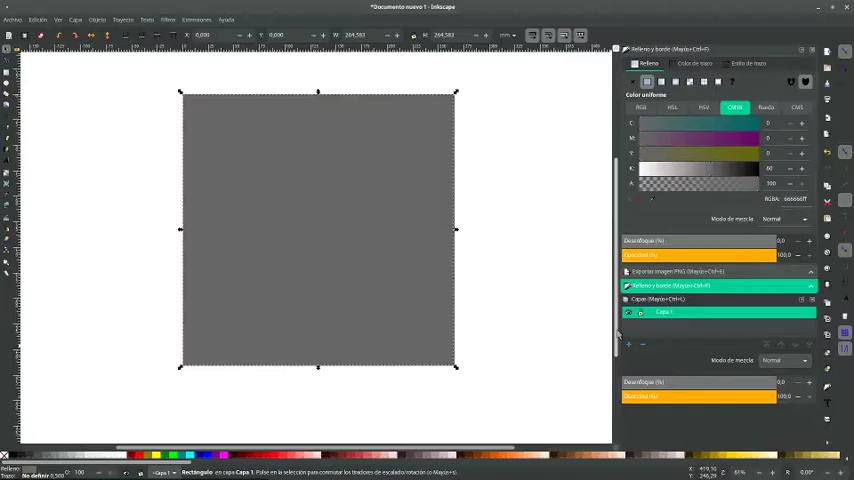 *Documento nuevo 1 - Inkscape
Archivo Edición Ver Capa Objeto Trayecto Texto Filtros Extensiones Ayuda
X: 0,000 Y: 0,000 W: 264,583 H: 264,583 mm
Relleno y borde (Mayús+Ctrl+F)
Relleno Color de trazo Estilo de trazo
Color uniforme
RGB HSL HSV CMYK Rueda CMS
C: 0
M: 0
Y: 0
K: 60
A: 100
RGBA: 666666ff
Modo de mezcla: Normal
Desenfoque (%) 0,0
Opacidad (%) 100,0
Exportar imagen PNG (Mayús+Ctrl+E)
Relleno y borde (Mayús+Ctrl+F)
Capas (Mayús+Ctrl+L)
Capa 1
Modo de mezcla: Normal
Desenfoque (%) 0,0
Opacidad (%) 100,0
Relleno:
Trazo: No definir 0,500
O: 100
Capa 1
Rectángulo en capa Capa 1. Pulse en la selección para conmutar los tiradores de escalado/rotación (o Mayús+s).
X: 419,10
Y: 246,29
Z: 61%
R: 0,00°